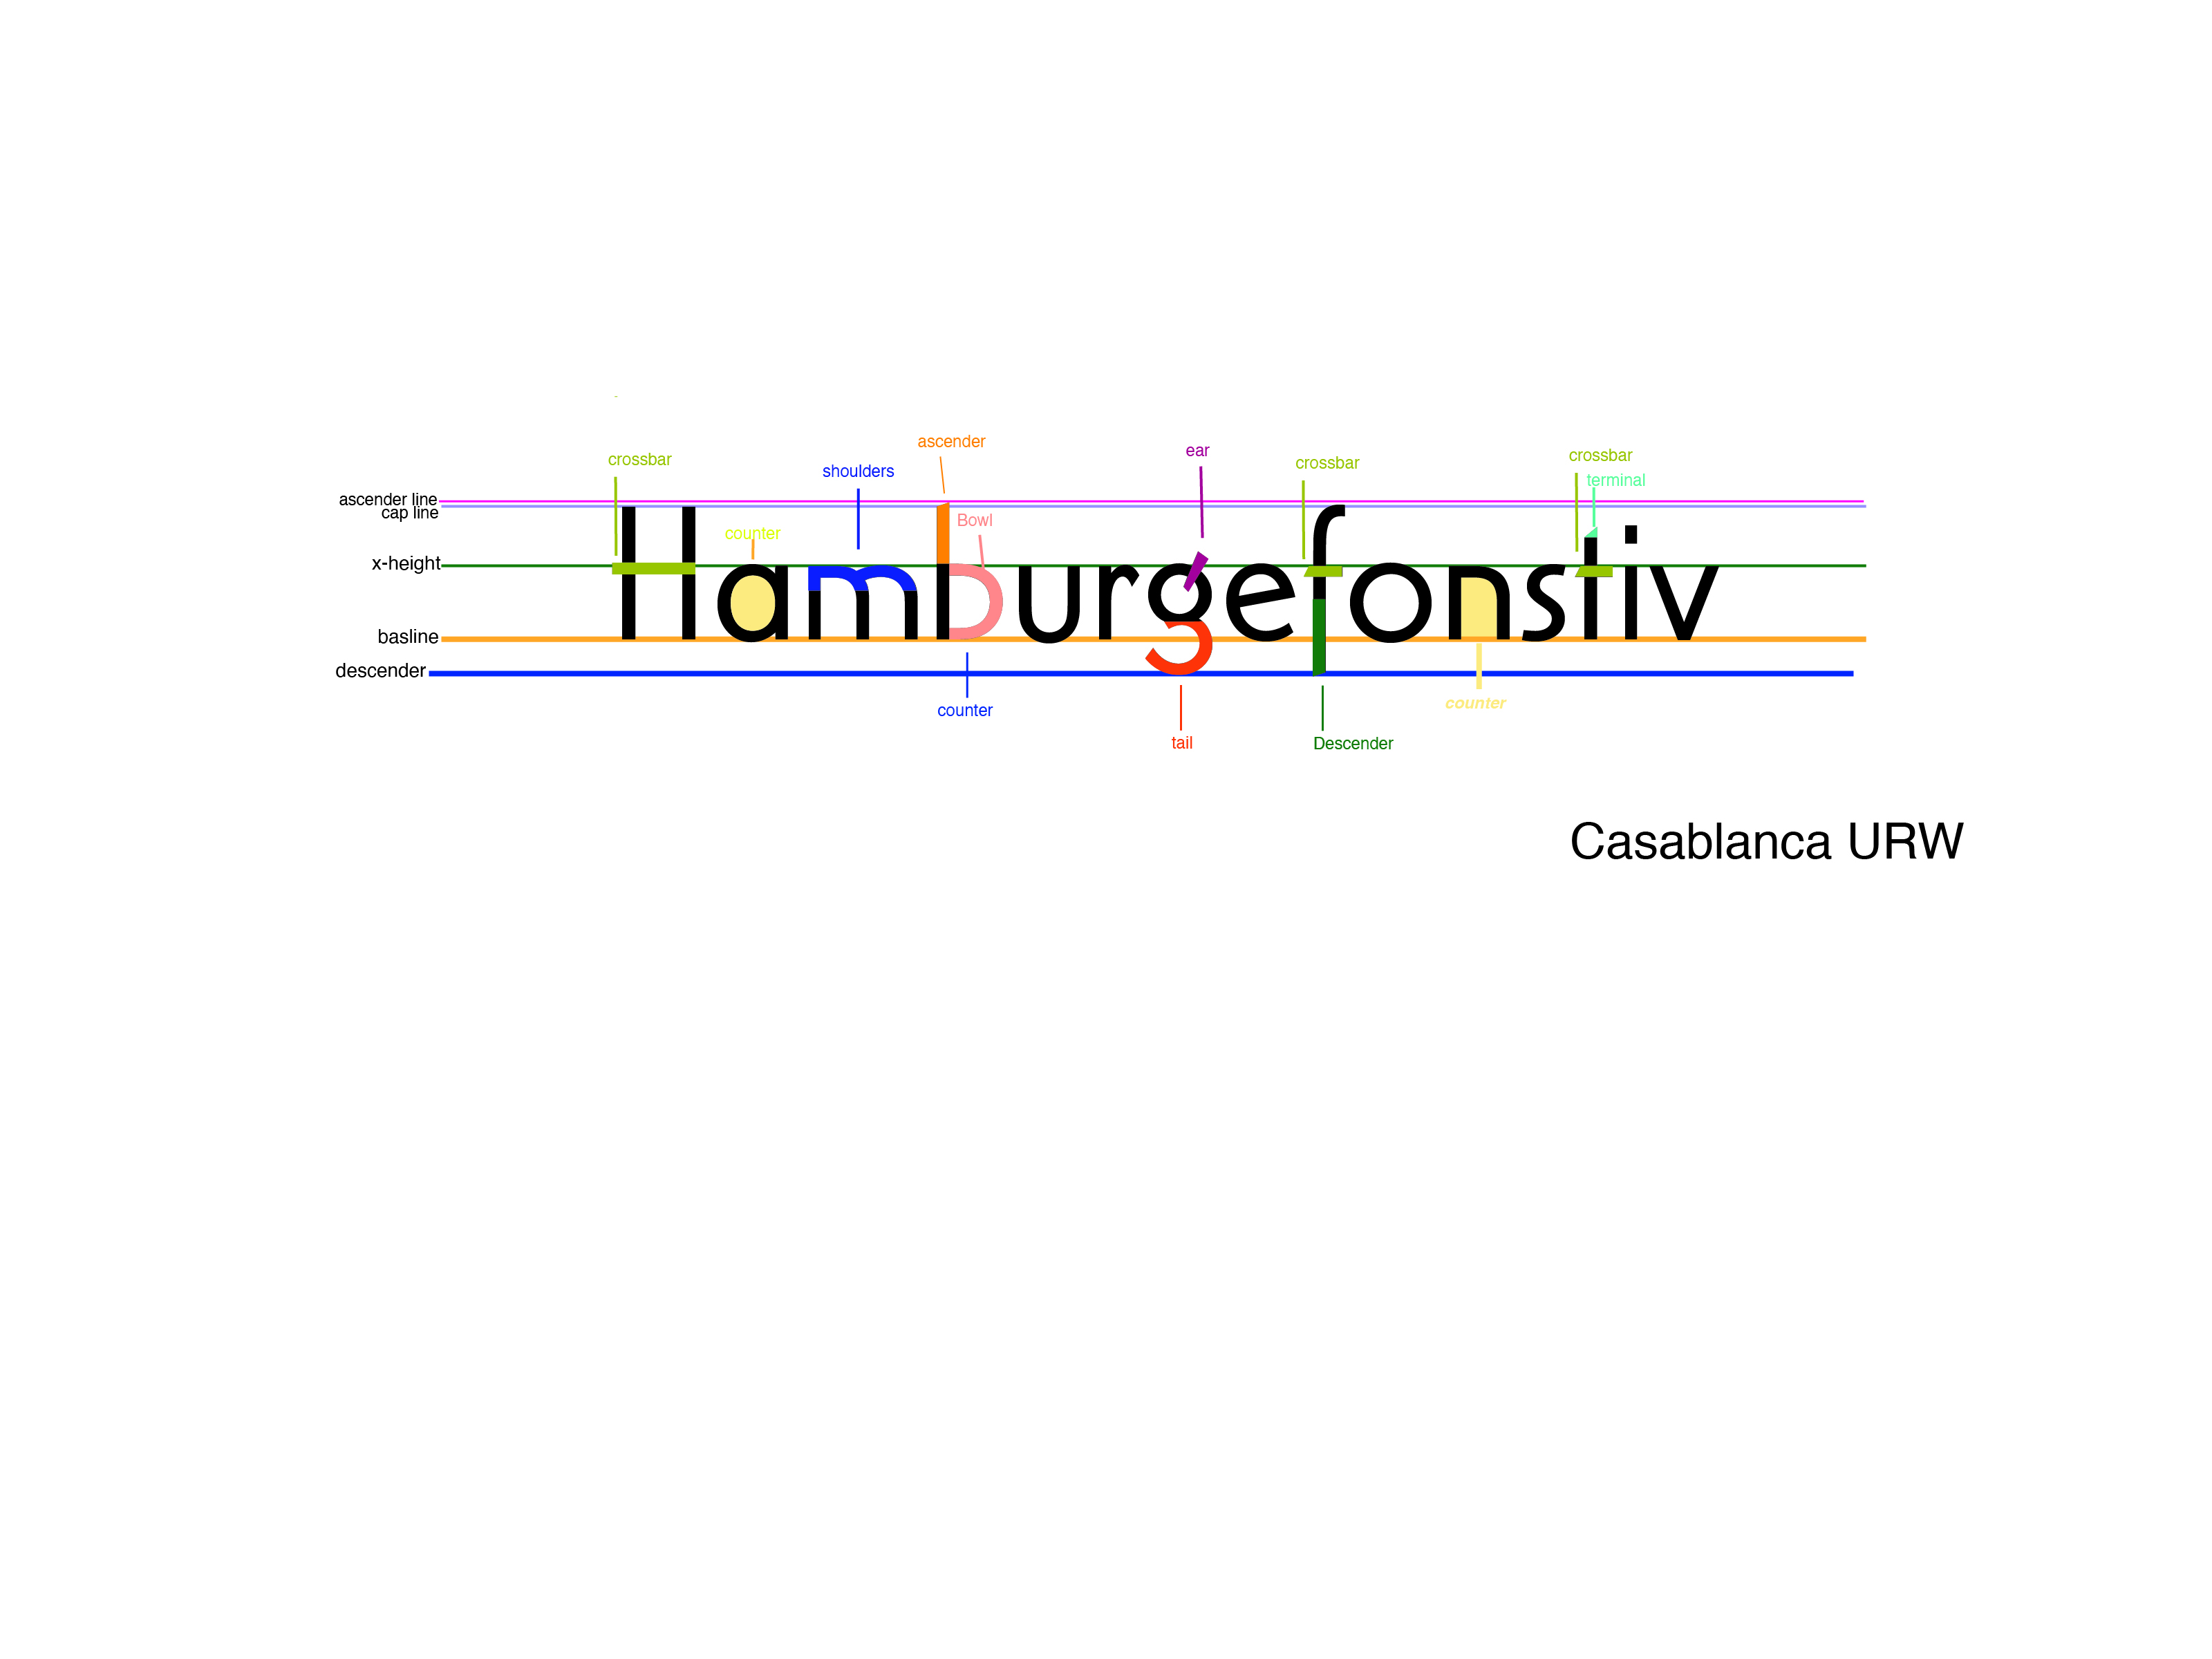 ascender
ear
crossbar
crossbar
crossbar
shoulders
terminal
ascender line
cap line
Bowl
counter
x-height
Hamburgefonstiv
basline
descender
counter
counter
tail
Descender
Casablanca URW